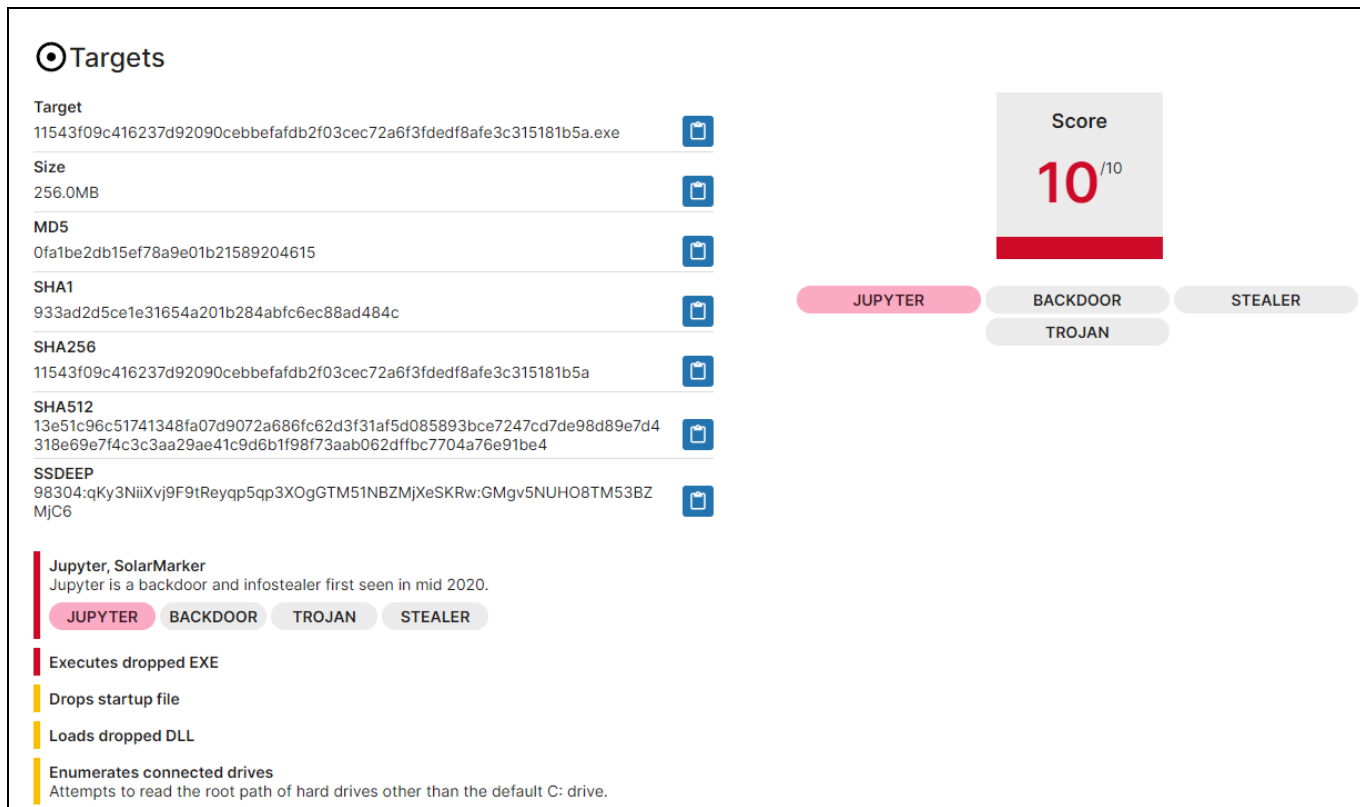 Targets
Target
11543f09c416237d92090cebbefafdb2f03cec72a6f3fdedf8afe3c315181b5a.exe
Size
256.0MB
MD5
0fa1be2db15ef78a9e01b21589204615
SHA1
933ad2d5ce1e31654a201b284abfc6ec88ad484c
SHA256
11543f09c416237d92090cebbefafdb2f03cec72a6f3fdedf8afe3c315181b5a
SHA512
13e51c96c51741348fa07d9072a686fc62d3f31af5d085893bce7247cd7de98d89e7d4
318e69e7f4c3c3aa29ae41c9d6b1f98f73aab062dffbc7704a76e91be4
SSDEEP
98304:qKy3NiiXvj9F9tReyqp5qp3XOgGTM51NBZMjXeSKRw:GMgv5NUHO8TM53BZ
MjC6
Score
10/10
JUPYTER BACKDOOR STEALER
TROJAN
Jupyter, SolarMarker
Jupyter is a backdoor and infostealer first seen in mid 2020.
JUPYTER BACKDOOR TROJAN STEALER
Executes dropped EXE
Drops startup file
Loads dropped DLL
Enumerates connected drives
Attempts to read the root path of hard drives other than the default C: drive.